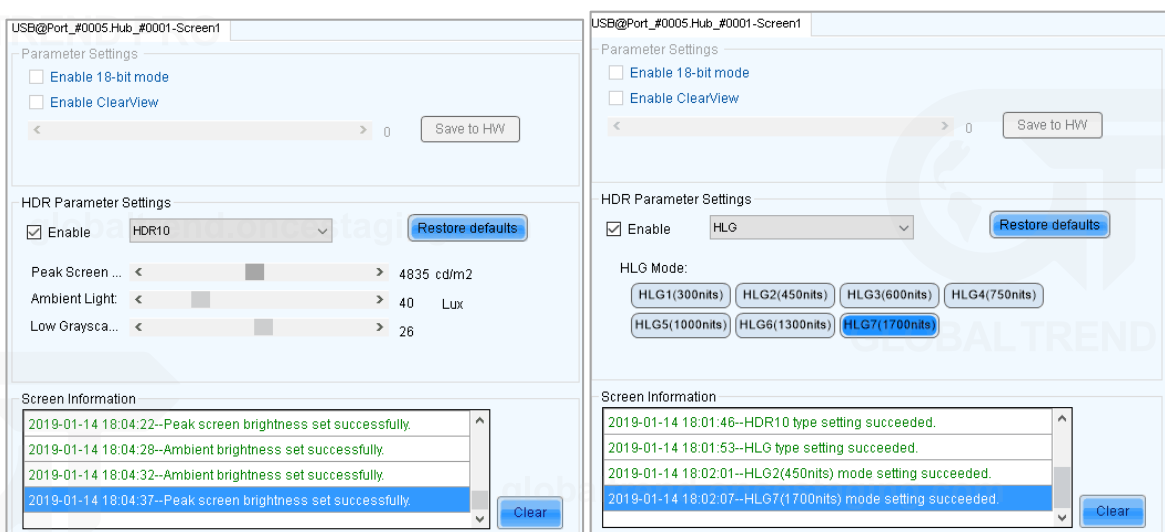 USB@Port_#0005.Hub_#0001-Screen1
Parameter Settings
Enable 18-bit mode
Enable ClearView
0
Save to HW
HDR Parameter Settings
Enable
HDR10
Restore defaults
Peak Screen ...
4835 cd/m2
Ambient Light:
40 Lux
Low Graysca...
26
Screen Information
2019-01-14 18:04:22--Peak screen brightness set successfully.
2019-01-14 18:04:28--Ambient brightness set successfully.
2019-01-14 18:04:32--Ambient brightness set successfully.
2019-01-14 18:04:37--Peak screen brightness set successfully.
Clear
USB@Port_#0005.Hub_#0001-Screen1
Parameter Settings
Enable 18-bit mode
Enable ClearView
0
Save to HW
HDR Parameter Settings
Enable
HLG
Restore defaults
HLG Mode:
HLG1(300nits) HLG2(450nits) HLG3(600nits) HLG4(750nits)
HLG5(1000nits) HLG6(1300nits) HLG7(1700nits)
GLOBAL TREND
Screen Information
2019-01-14 18:01:46--HDR10 type setting succeeded.
2019-01-14 18:01:53--HLG type setting succeeded.
2019-01-14 18:02:01--HLG2(450nits) mode setting succeeded.
2019-01-14 18:02:07--HLG7(1700nits) mode setting succeeded.
Clear